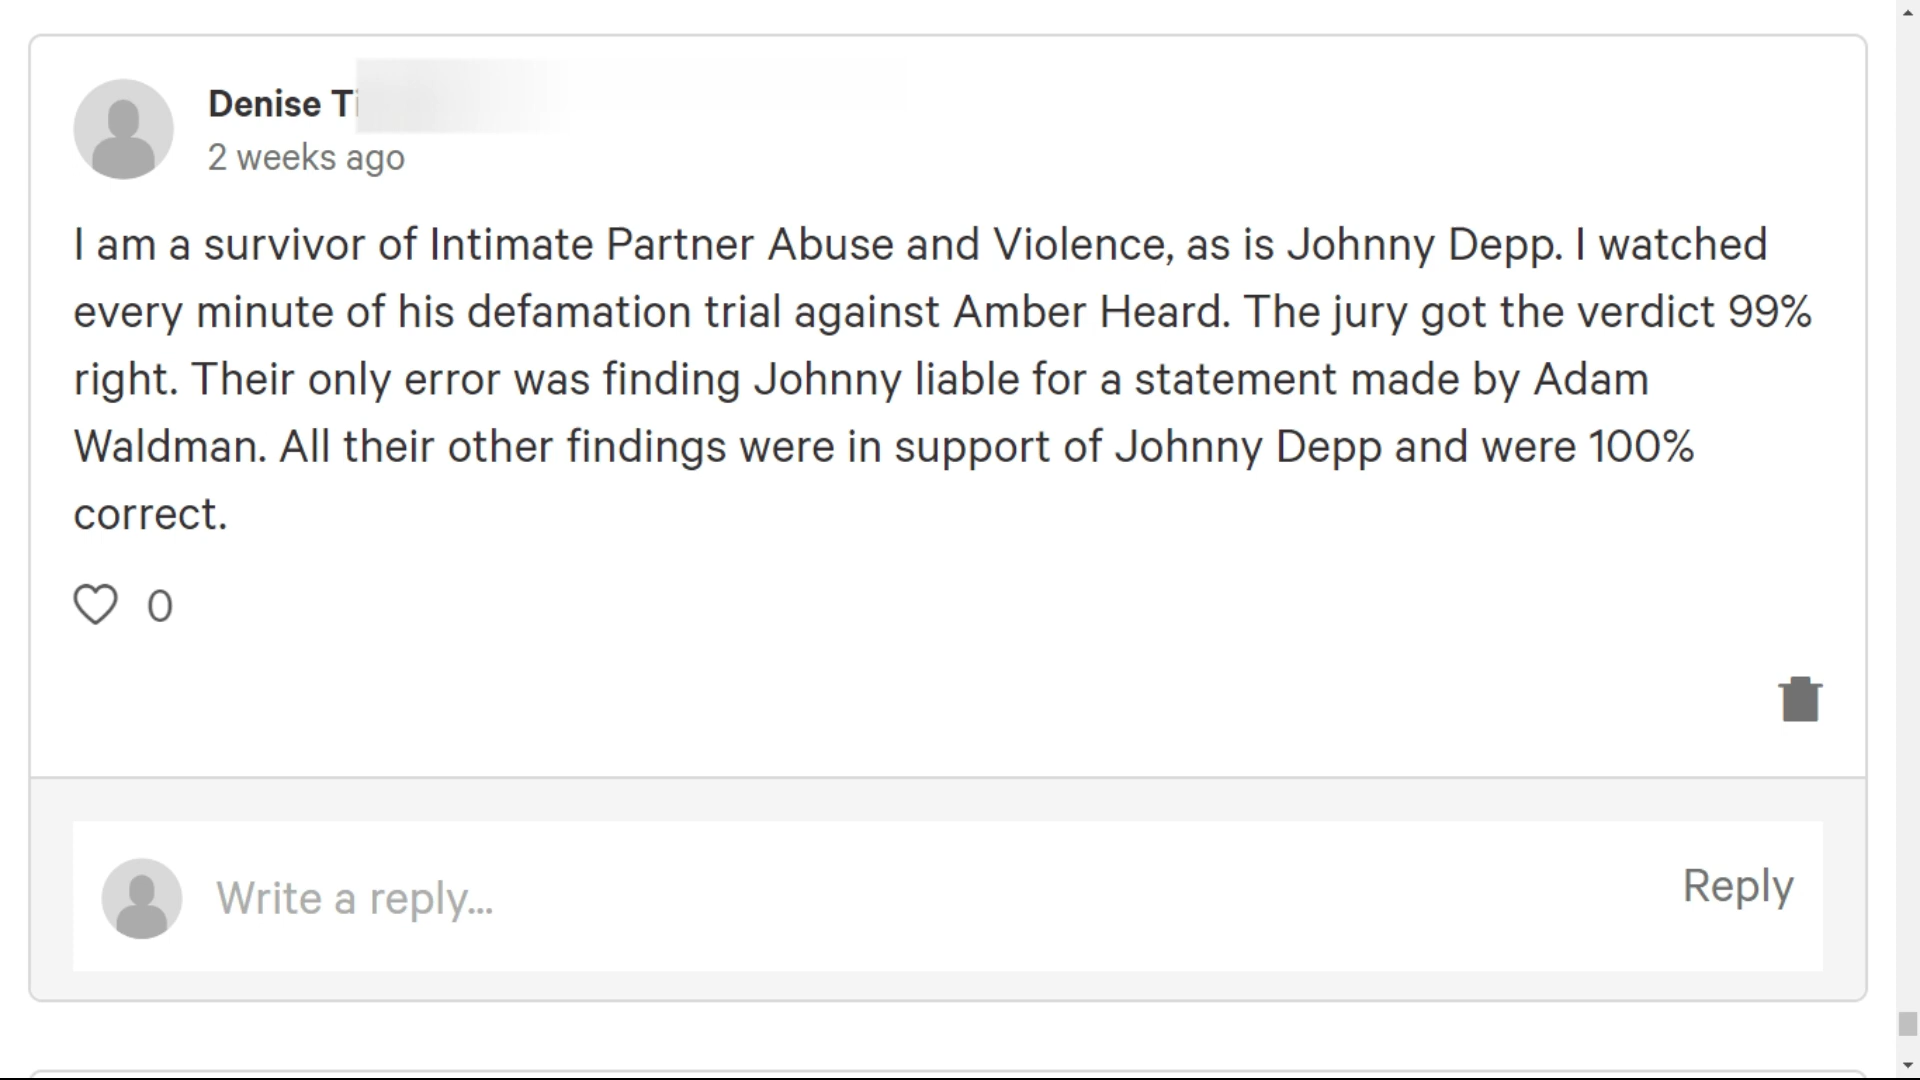 Denise Ti
2 weeks ago
I am a survivor of Intimate Partner Abuse and Violence, as is Johnny Depp. I watched
every minute of his defamation trial against Amber Heard. The jury got the verdict 99%
right. Their only error was finding Johnny liable for a statement made by Adam
Waldman. All their other findings were in support of Johnny Depp and were 100%
correct.
0
Write a reply...
Reply